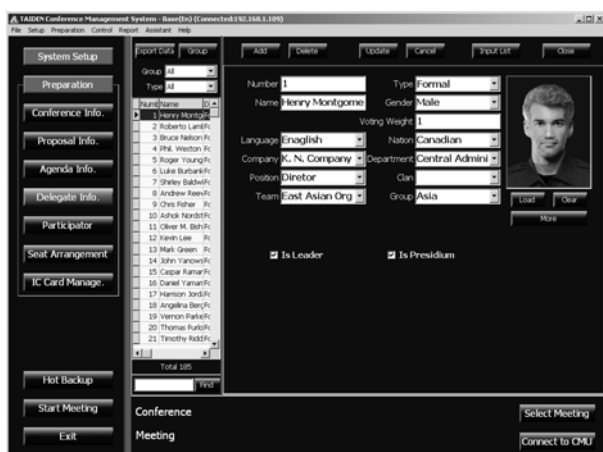 TAIDEN Conference Management System - Base(En) (Connected:192.168.1.109)
File Setup Preparation Control Report Assistant Help
System Setup
Preparation
Conference Info.
Proposal Info.
Agenda Info.
Delegate Info.
Participator
Seat Arrangement
IC Card Manage.
Hot Backup
Start Meeting
Exit
Export Data Group
Group All
Type All
Numb Name
1 Henry Montgo
2 Roberto Lam
3 Bruce Nelson
4 Phil. Weston
5 Roger Young
6 Luke Burbank
7 Shirley Baldwi
8 Andrew Reev
9 Chris Fisher
10 Ashok Nordst
11 Oliver M. Bish
12 Kevin Lee
13 Mark Green
14 John Yanows
15 Caspar Ramar
16 Daniel Yaman
17 Harrison Jord
18 Angelina Berg
19 Vernon Parke
20 Thomas Furlo
21 Timothy Ridd
Total 185
Find
Add Delete Update Cancel Input List Close
Number 1 Type Formal
Name Henry Montgome Gender Male
Voting Weight 1
Language Enaglish Nation Canadian
Company K. N. Company Department Central Admini
Position Diretor Clan
Team East Asian Org Group Asia
Load Clear
More
Is Leader Is Presidium
Conference
Meeting
Select Meeting
Connect to CMU